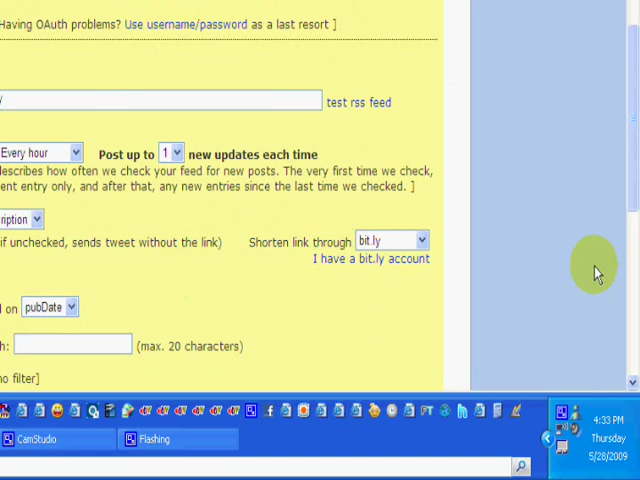 Having OAuth problems? Use username/password as a last resort ]
/ test rss feed
Every hour Post up to 1 new updates each time
describes how often we check your feed for new posts. The very first time we check,
ent entry only, and after that, any new entries since the last time we checked. ]
ription
if unchecked, sends tweet without the link) Shorten link through bit.ly
I have a bit.ly account
d on pubDate
h: (max. 20 characters)
no filter]
4:33 PM
CamStudio Flashing Thursday
5/28/2009